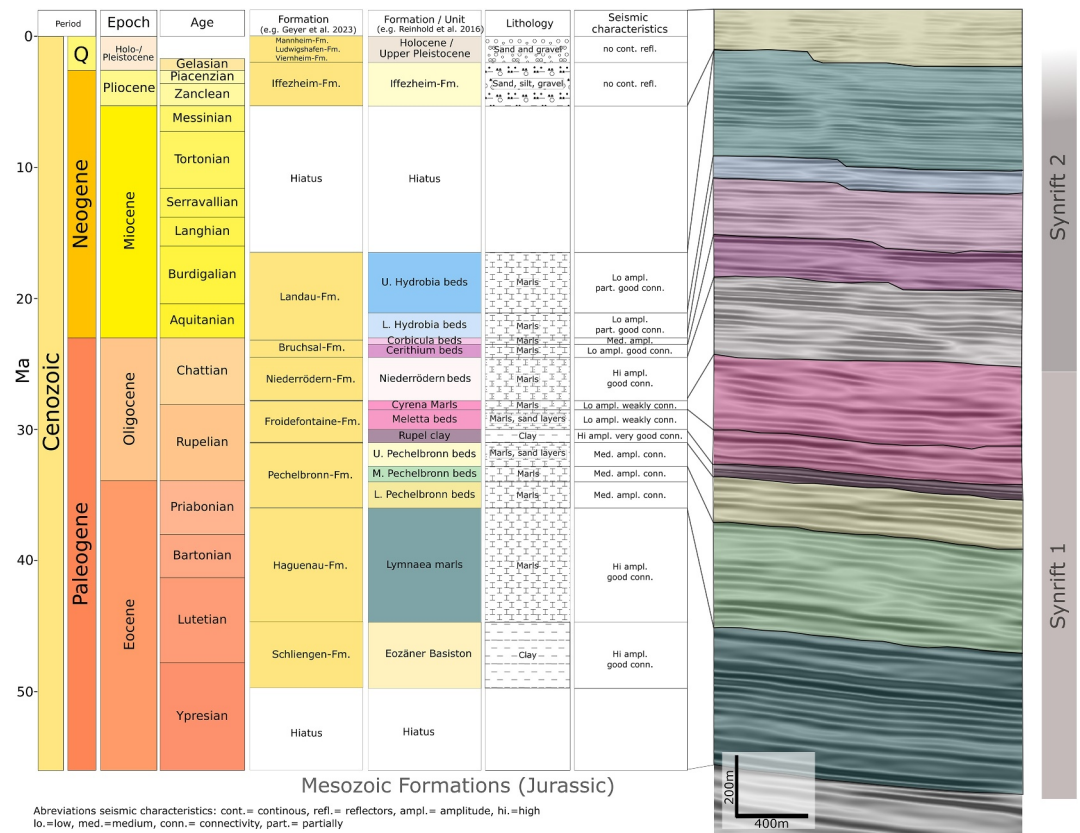 Period
Epoch
Age
Formation
(e.g. Geyer et al. 2023)
Formation / Unit
(e.g. Reinhold et al. 2016)
Lithology
Seismic
characteristics
0
10
20
30
40
50
Ma
Cenozoic
Q
Neogene
Paleogene
Holo-/
Pleistocene
Pliocene
Miocene
Oligocene
Eocene
Gelasian
Piacenzian
Zanclean
Messinian
Tortonian
Serravallian
Langhian
Burdigalian
Aquitanian
Chattian
Rupelian
Priabonian
Bartonian
Lutetian
Ypresian
Mannheim-Fm.
Ludwigshafen-Fm.
Viernheim-Fm.
Iffezheim-Fm.
Hiatus
Landau-Fm.
Bruchsal-Fm.
Niederrödern-Fm.
Froidefontaine-Fm.
Pechelbronn-Fm.
Haguenau-Fm.
Schliengen-Fm.
Hiatus
Holocene /
Upper Pleistocene
Iffezheim-Fm.
Hiatus
U. Hydrobia beds
L. Hydrobia beds
Corbicula beds
Cerithium beds
Niederrödern beds
Cyrena Marls
Meletta beds
Rupel clay
U. Pechelbronn beds
M. Pechelbronn beds
L. Pechelbronn beds
Lymnaea marls
Eozäner Basiston
Hiatus
Sand and gravel
Sand, silt, gravel
Marls
Marls
Marls
Marls
Marls
Marls
Marls, sand layers
Clay
Marls, sand layers
Marls
Marls
Marls
Clay
no cont. refl.
no cont. refl.
Lo ampl.
part. good conn.
Lo ampl.
part. good conn.
Med. ampl.
Lo ampl. good conn.
Hi ampl.
good conn.
Lo ampl. weakly conn.
Lo ampl. weakly conn.
Hi ampl. very good conn.
Med. ampl. conn.
Med. ampl. conn.
Med. ampl. conn.
Hi ampl.
good conn.
Hi ampl.
good conn.
Synrift 2
Synrift 1
200m
400m
Mesozoic Formations (Jurassic)
Abreviations seismic characteristics: cont.= continous, refl.= reflectors, ampl.= amplitude, hi.=high
lo.=low, med.=medium, conn.= connectivity, part.= partially